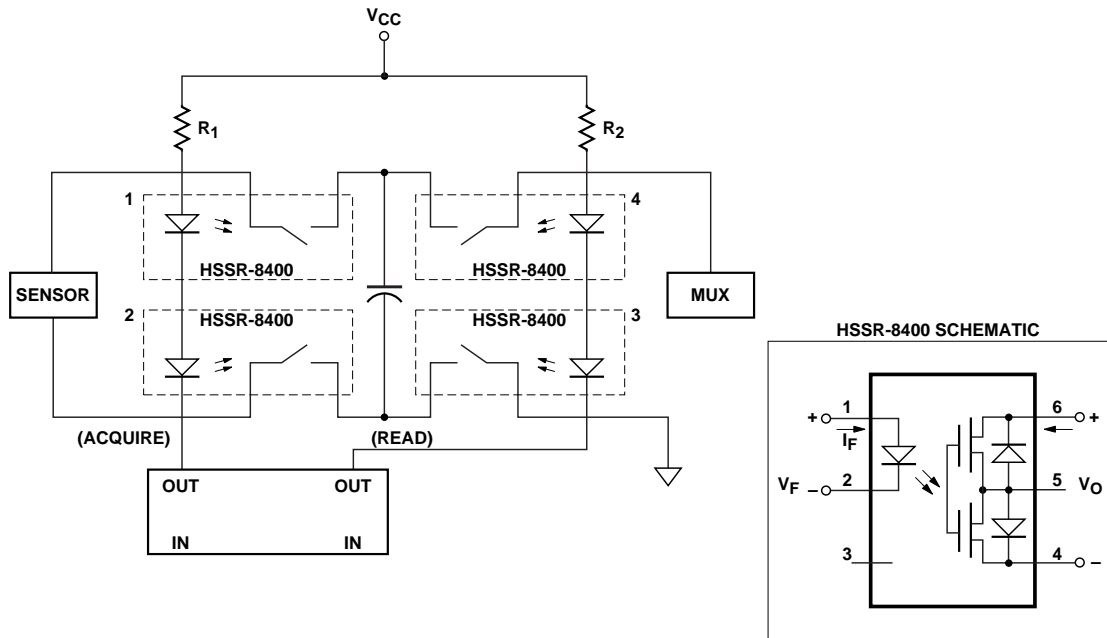 VCC
R1
R2
1
4
HSSR-8400
HSSR-8400
SENSOR
MUX
2
HSSR-8400
HSSR-8400
3
(ACQUIRE)
(READ)
OUT
OUT
IN
IN
HSSR-8400 SCHEMATIC
+
1
IF
6
+
VF
–
2
5
VO
3
4
–